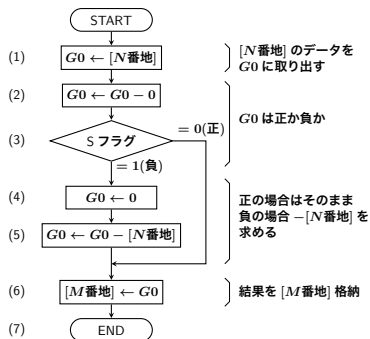 START
(1) G0 ← [N番地]
[N番地] のデータを
G0 に取り出す
(2) G0 ← G0 − 0
G0 は正か負か
(3) S フラグ
= 0(正)
= 1(負)
(4) G0 ← 0
正の場合はそのまま
負の場合 −[N番地] を
求める
(5) G0 ← G0 − [N番地]
(6) [M番地] ← G0
結果を [M番地] 格納
(7) END